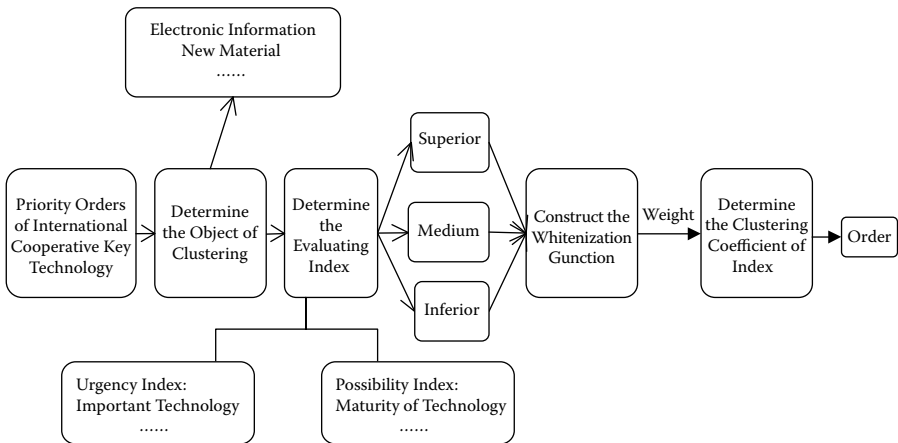 Electronic Information
New Material
......
Priority Orders
of International
Cooperative Key
Technology
Determine
the Object of
Clustering
Determine
the
Evaluating
Index
Superior
Medium
Inferior
Construct the
Whitenization
Gunction
Weight
Determine
the Clustering
Coefficient of
Index
Order
Urgency Index:
Important Technology
......
Possibility Index:
Maturity of Technology
......